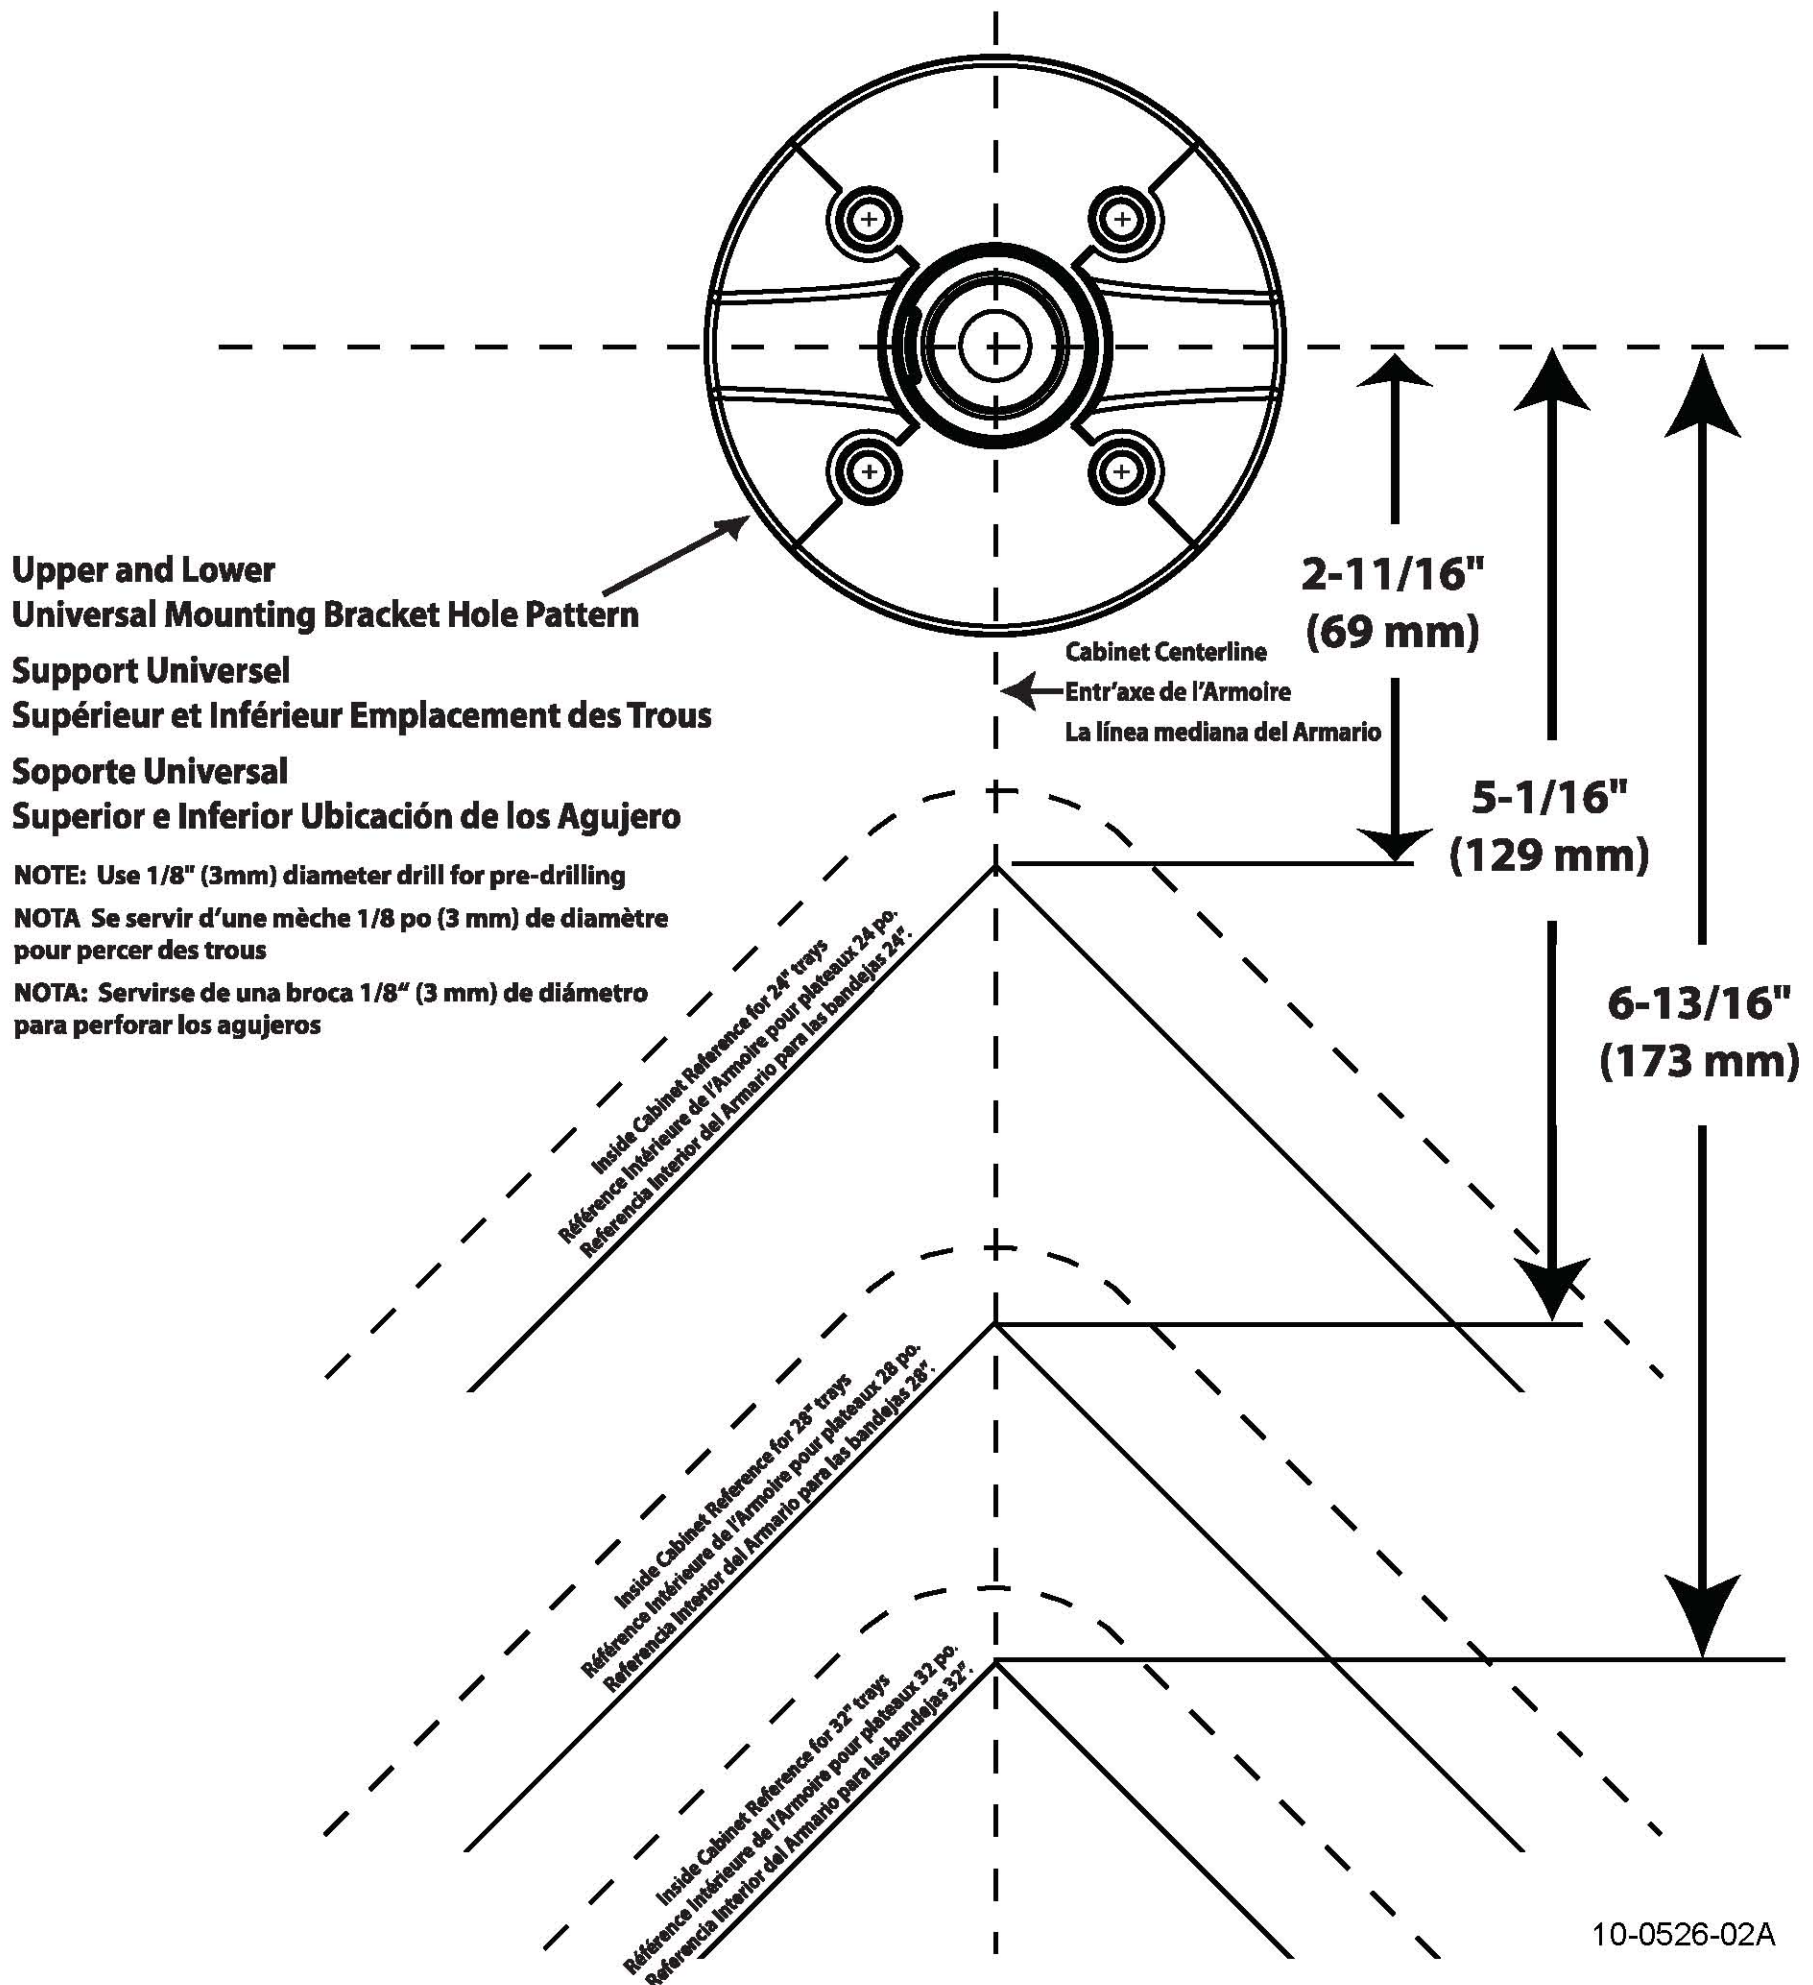 Upper and Lower
Universal Mounting Bracket Hole Pattern
Support Universel
Supérieur et Inférieur Emplacement des Trous
Soporte Universal
Superior e Inferior Ubicación de los Agujero
NOTE: Use 1/8" (3mm) diameter drill for pre-drilling
NOTA Se servir d’une mèche 1/8 po (3 mm) de diamètre
pour percer des trous
NOTA: Servirse de una broca 1/8“ (3 mm) de diámetro
para perforar los agujeros
Cabinet Centerline
Entr’axe de l’Armoire
La línea mediana del Armario
2-11/16"
(69 mm)
5-1/16"
(129 mm)
6-13/16"
(173 mm)
Inside Cabinet Reference for 24" trays
Référence Intérieure de l’Armoire pour plateaux 24 po.
Referencia Interior del Armario para las bandejas 24”.
Inside Cabinet Reference for 28" trays
Référence Intérieure de l’Armoire pour plateaux 28 po.
Referencia Interior del Armario para las bandejas 28”.
Inside Cabinet Reference for 32" trays
Référence Intérieure de l’Armoire pour plateaux 32 po.
Referencia Interior del Armario para las bandejas 32”.
10-0526-02A